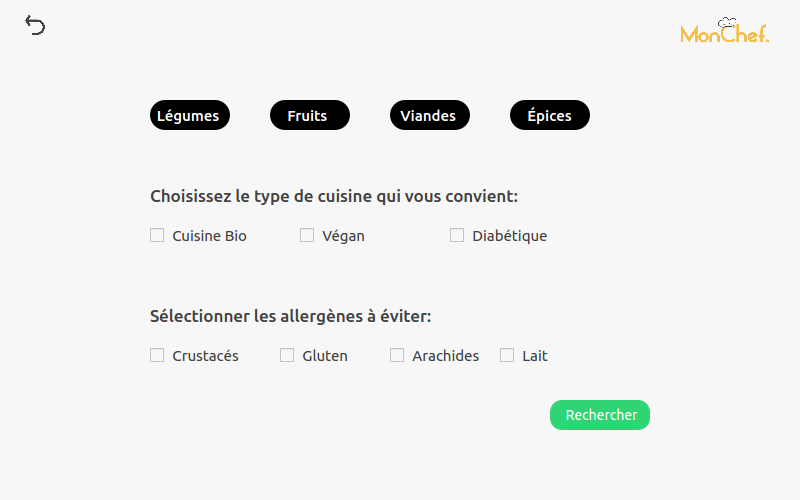 MonChef.
Légumes Fruits Viandes Épices
Choisissez le type de cuisine qui vous convient:
Cuisine Bio Végan Diabétique
Sélectionner les allergènes à éviter:
Crustacés Gluten Arachides Lait
Rechercher